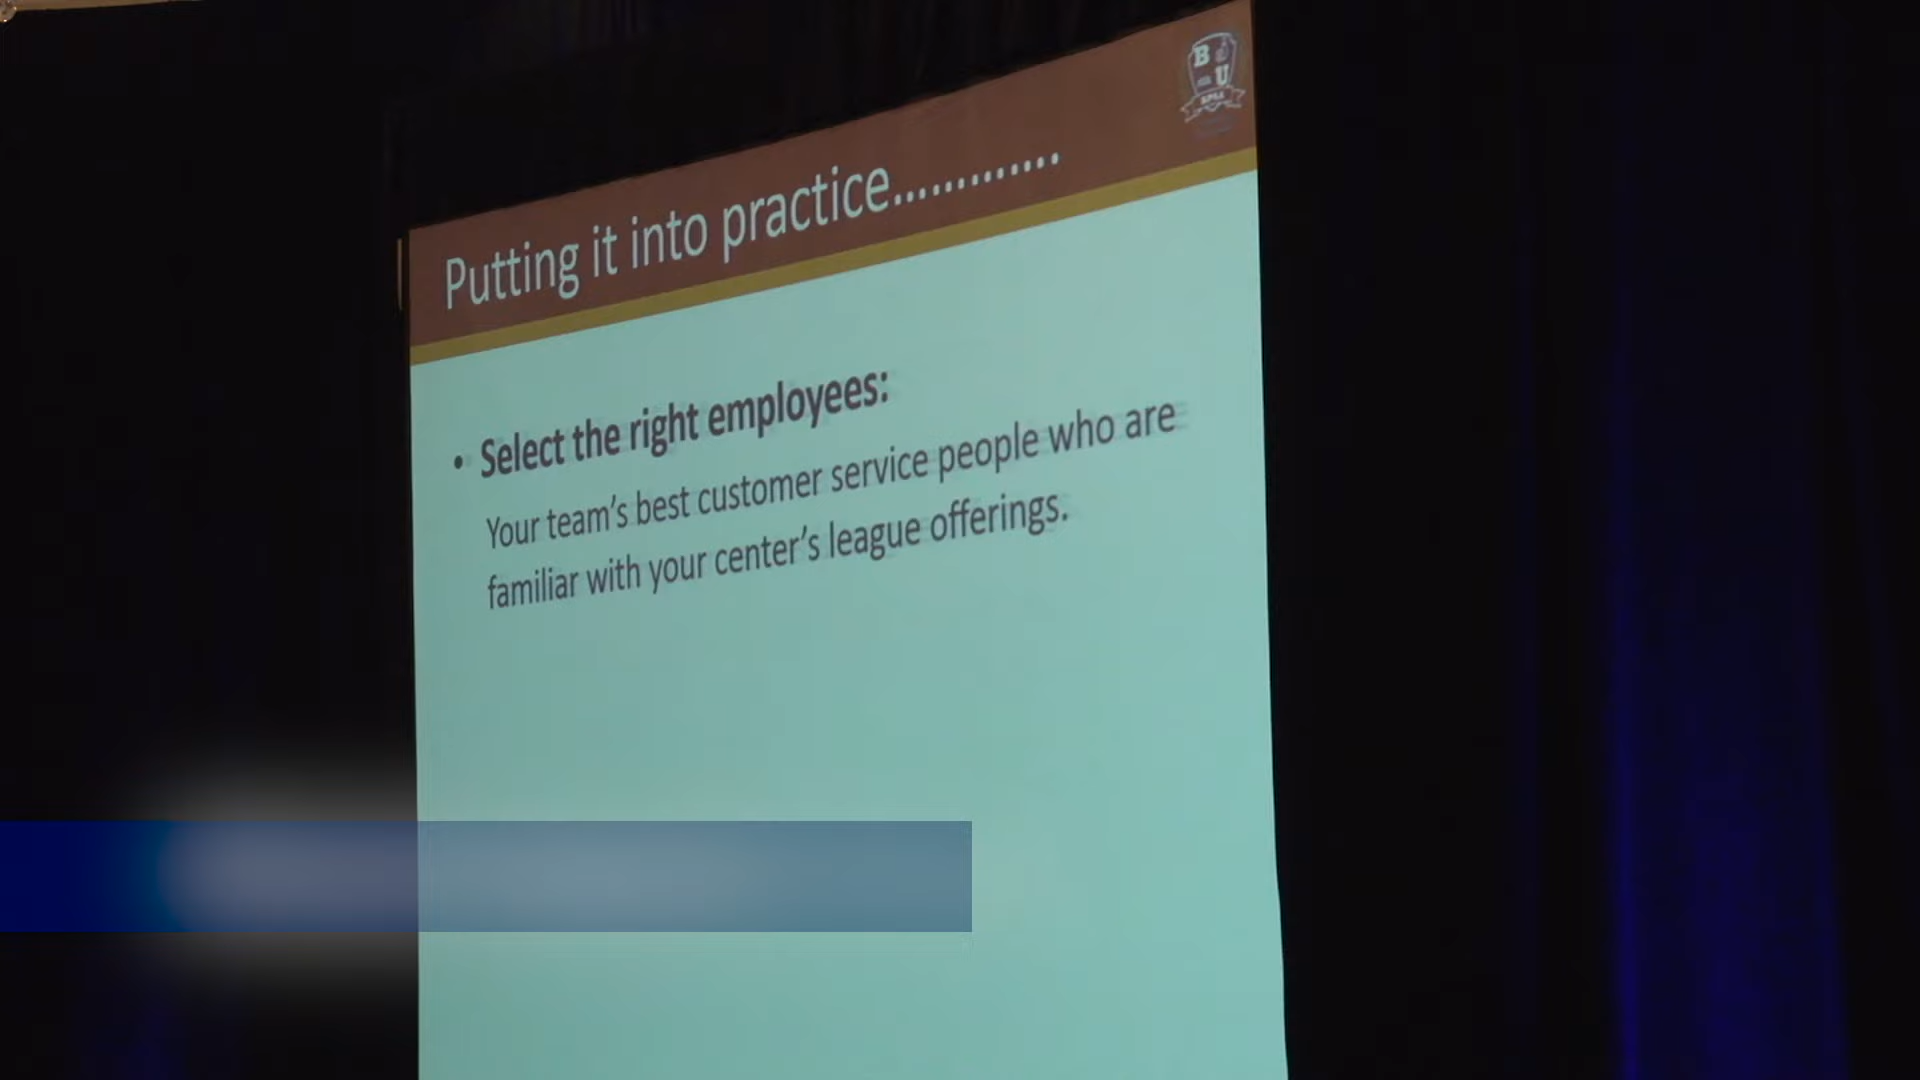 B
U
BPAA
Putting it into practice.............
• Select the right employees:
Your team's best customer service people who are
familiar with your center's league offerings.